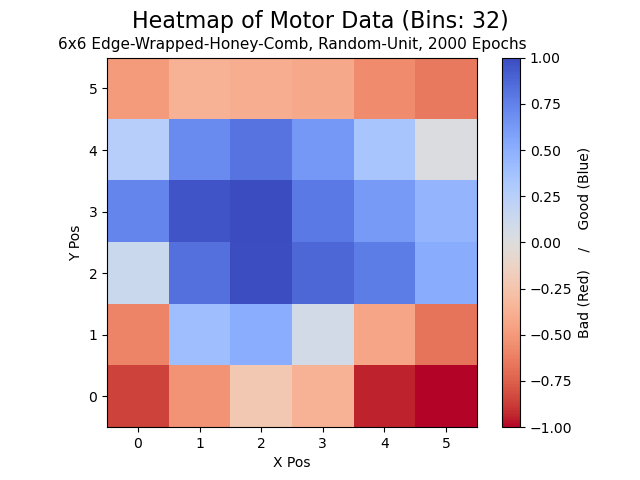 Heatmap of Motor Data (Bins: 32)
6x6 Edge-Wrapped-Honey-Comb, Random-Unit, 2000 Epochs
5
4
3
2
1
0
Y Pos
0 1 2 3 4 5
X Pos
1.00
0.75
0.50
0.25
0.00
−0.25
−0.50
−0.75
−1.00
Bad (Red) / Good (Blue)